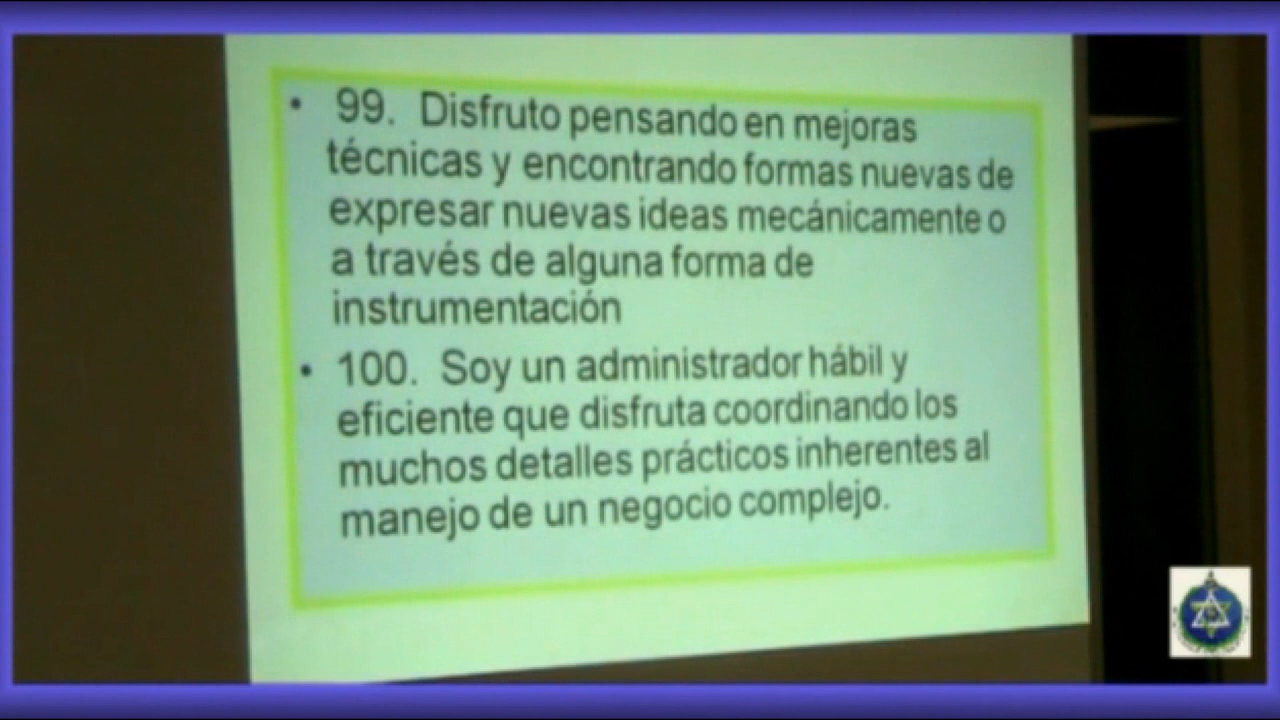 • 99. Disfruto pensando en mejoras
técnicas y encontrando formas nuevas de
expresar nuevas ideas mecánicamente o
a través de alguna forma de
instrumentación
• 100. Soy un administrador hábil y
eficiente que disfruta coordinando los
muchos detalles prácticos inherentes al
manejo de un negocio complejo.